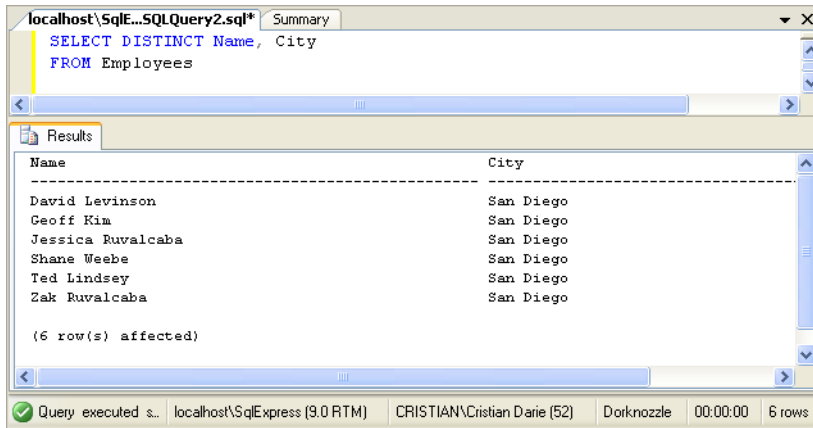 localhost\SqlE...SQLQuery2.sql* Summary
SELECT DISTINCT Name, City
FROM Employees
Results
Name City
--------------------------------------------------- -----------------------------------
David Levinson San Diego
Geoff Kim San Diego
Jessica Ruvalcaba San Diego
Shane Weebe San Diego
Ted Lindsey San Diego
Zak Ruvalcaba San Diego
(6 row(s) affected)
Query executed s... localhost\SqlExpress (9.0 RTM) CRISTIAN\Cristian Darie (52) Dorknozzle 00:00:00 6 rows